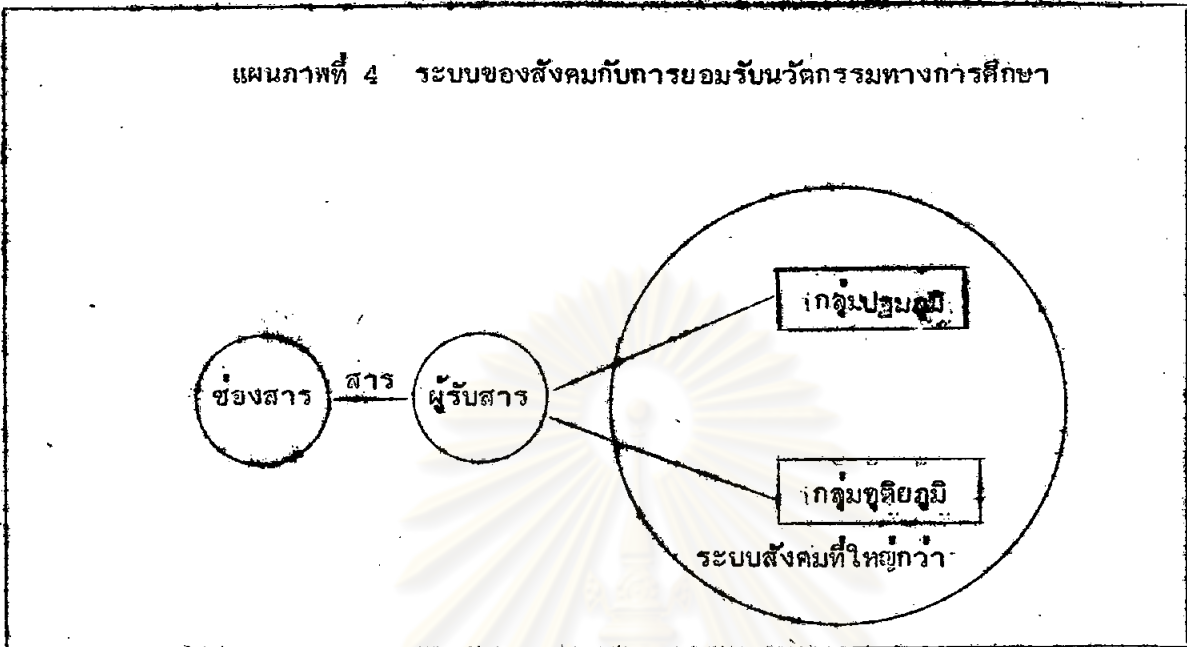 แผนภาพที่ 4 ระบบของสังคมกับการยอมรับนวัตกรรมทางการศึกษา
กลุ่มปฐมภูมิ
ช่องสาร สาร ผู้รับสาร
กลุ่มทุติยภูมิ
ระบบสังคมที่ใหญ่กว่า